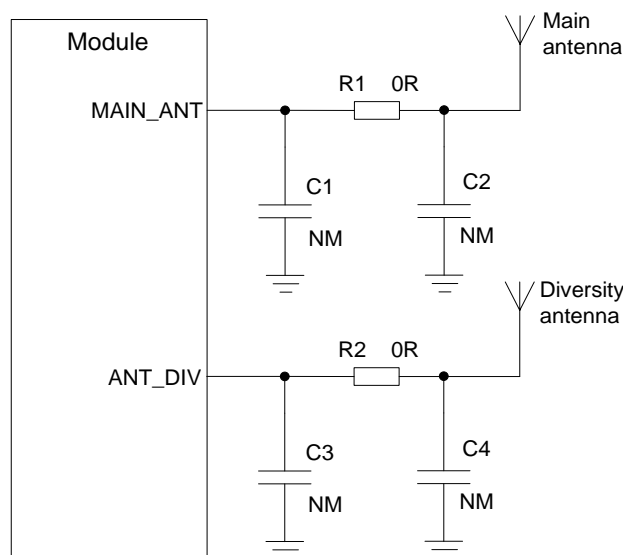 Module
Main
antenna
R1 0R
MAIN_ANT
C1
C2
NM
NM
Diversity
antenna
R2 0R
ANT_DIV
C3
C4
NM
NM